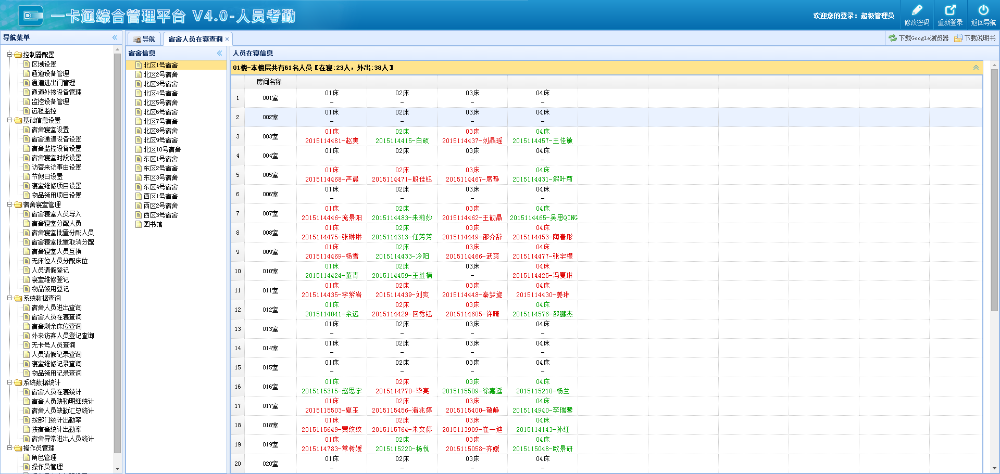 一卡通综合管理平台 V4.0-人员考勤
欢迎您的登录: 超级管理员
修改密码 重新登录 返回导航
导航菜单
导航 宿舍人员在寝查询
下载Google浏览器 下载说明书
控制器配置
区域设置
通道设备管理
通道进出门管理
通道外接设备管理
监控设备管理
远程监控
基础信息设置
宿舍寝室设置
宿舍通道设备设置
宿舍监控设备设置
宿舍寝室时段设置
访客来访事由设置
节假日设置
寝室维修项目设置
物品领用项目设置
宿舍寝室管理
宿舍寝室人员导入
宿舍寝室分配人员
宿舍寝室批量分配人员
宿舍寝室批量取消分配
宿舍寝室人员互换
无床位人员分配床位
人员请假登记
寝室维修登记
物品领用登记
系统数据查询
宿舍人员进出查询
宿舍人员在寝查询
宿舍剩余床位查询
外来访客人员登记查询
无卡号人员查询
人员请假记录查询
寝室维修记录查询
物品领用记录查询
系统数据统计
宿舍人员在寝统计
宿舍人员缺勤明细统计
宿舍人员缺勤汇总统计
按部门统计出勤率
按宿舍统计出勤率
宿舍异常进出人员统计
操作员管理
角色管理
操作员管理
宿舍信息
北区1号宿舍
北区2号宿舍
北区3号宿舍
北区4号宿舍
北区5号宿舍
北区6号宿舍
北区7号宿舍
北区8号宿舍
北区9号宿舍
北区10号宿舍
东区1号宿舍
东区2号宿舍
东区3号宿舍
东区4号宿舍
西区1号宿舍
西区2号宿舍
西区3号宿舍
图书馆
人员在寝信息
01楼-本楼层共有61名人员【在寝:23人, 外出:38人】
房间名称
1 001室 01床 02床 03床 04床
- - - -
2 002室 01床 02床 03床 04床
- - - -
3 003室 01床 02床 03床 04床
2015114481-赵爽 2015114415-白硕 2015114437-刘晶瑶 2015114457-王佳敏
4 004室 01床 02床 03床 04床
- - - -
5 005室 01床 02床 03床 04床
2015114468-严晨 2015114471-殷佳钰 2015114467-席静 2015114431-解叶菊
6 006室 01床 02床 03床 04床
- - - -
7 007室 01床 02床 03床 04床
2015114446-庞景阳 2015114483-朱莉妙 2015114462-王靓晶 2015114465-吴思QING
8 008室 01床 02床 03床 04床
2015114475-张琳琳 2015114313-任芳芳 2015114449-邵介辞 2015114453-陶春彤
9 009室 01床 02床 03床 04床
2015114469-杨雪 2015114433-冷阳 2015114466-武爽 2015114477-张宇檬
10 010室 01床 02床 03床 04床
2015114424-董青 2015114459-王胜楠 - 2015114425-冯夏琳
11 011室 01床 02床 03床 04床
2015114435-李紫岩 2015114439-刘爽 2015114448-秦梦旋 2015114430-姜琳
12 012室 01床 02床 03床 04床
2015114041-余远 2015114429-回秀钰 2015114605-许晴 2015114576-邵鹏杰
13 013室 01床 02床 03床 04床
- - - -
14 014室 01床 02床 03床 04床
- - - -
15 015室 01床 02床 03床 04床
- - - -
16 016室 01床 02床 03床 04床
2015115315-赵思宇 2015114770-毕亮 2015115509-徐嘉遥 2015115210-杨兰
17 017室 01床 02床 03床 04床
2015115503-夏玉 2015115456-潘兆婷 2015115400-敬峥 2015114940-李瑞馨
18 018室 01床 02床 03床 04床
2015115649-贾纹纹 2015115764-朱文婷 2015113909-崔一迪 2015114143-孙红
19 019室 01床 02床 03床 04床
2015114783-常树媛 2015115220-杨悦 2015115058-齐媛 2015115048-欧景研
20 020室 01床 02床 03床 04床
- - - -